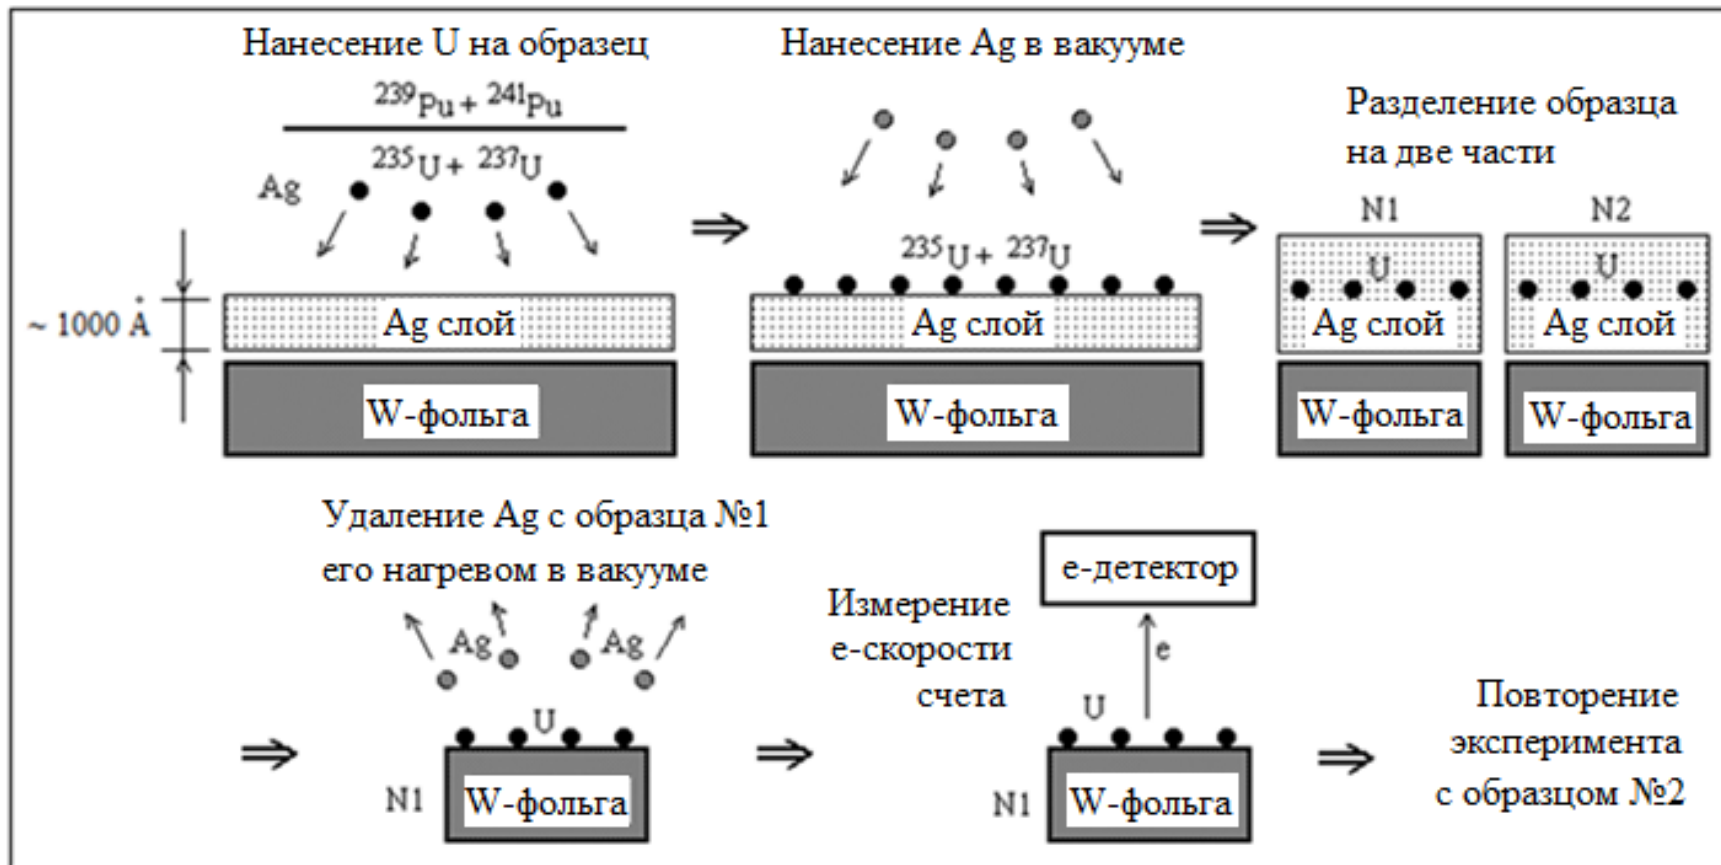 Нанесение U на образец
²³⁹Pu + ²⁴¹Pu
²³⁵U + ²³⁷U
Ag
~ 1000 Å
Ag слой
W-фольга
Нанесение Ag в вакууме
²³⁵U + ²³⁷U
Ag слой
W-фольга
Разделение образца
на две части
N1
N2
U
U
Ag слой
Ag слой
W-фольга
W-фольга
Удаление Ag с образца №1
его нагревом в вакууме
Ag
Ag
U
N1
W-фольга
Измерение
е-скорости
счета
е-детектор
e
U
N1
W-фольга
Повторение
эксперимента
с образцом №2